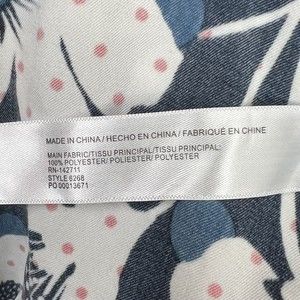 MADE IN CHINA / HECHO EN CHINA / FABRIQUÉ EN CHINE
MAIN FABRIC/TISSU PRINCIPAL/TISSU PRINCIPAL:
100% POLYESTER/ POLIESTER/ POLYESTER
RN-142711
STYLE 6268
PO 00013671